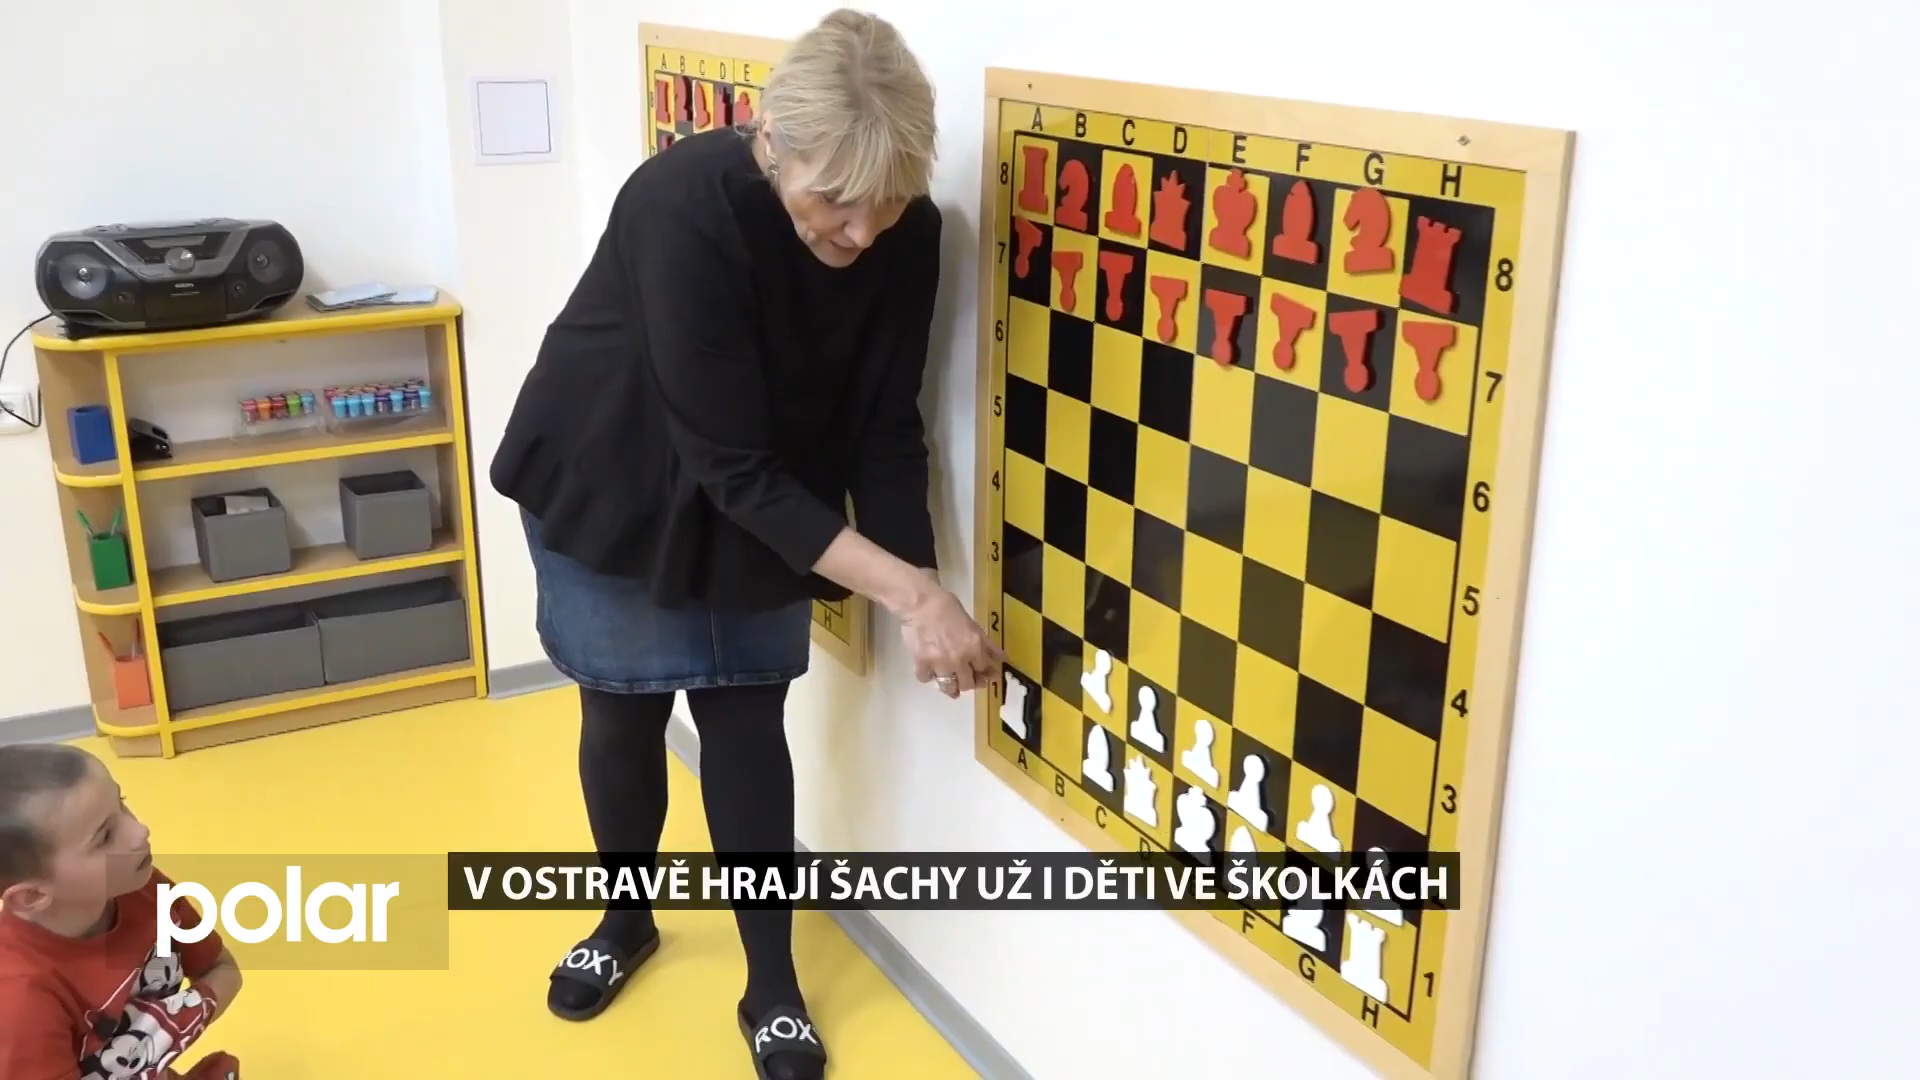 A B C D E
8
A B C D E F G H
8 8
7 7
6 6
5 5
4 4
3 3
2
1 1
A B C D F G H
H
ROXY
ROXY
polar
V OSTRAVĚ HRAJÍ ŠACHY UŽ I DĚTI VE ŠKOLKÁCH